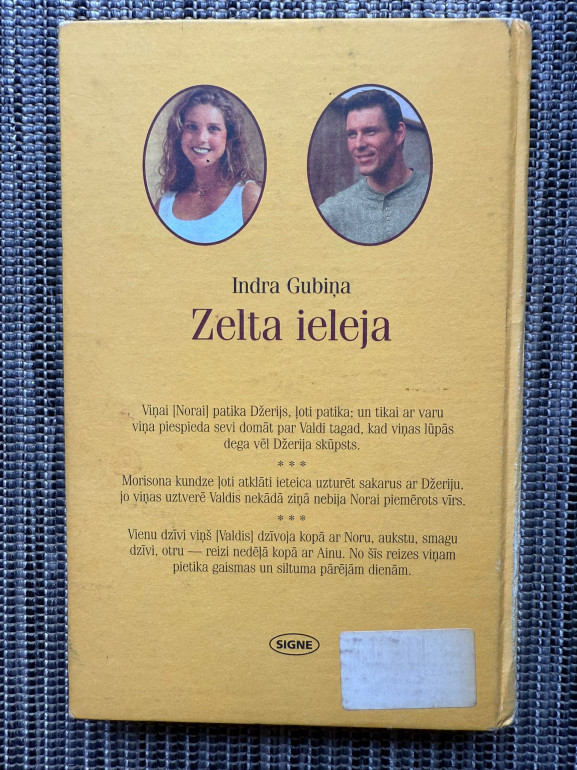 Indra Gubiņa
Zelta ieleja
Viņai [Norai] patika Džerijs, ļoti patika; un tikai ar varu
viņa piespieda sevi domāt par Valdi tagad, kad viņas lūpās
dega vēl Džerija skūpsts.
* * *
Morisona kundze ļoti atklāti ieteica uzturēt sakarus ar Džeriju,
jo viņas uztverē Valdis nekādā ziņā nebija Norai piemērots vīrs.
* * *
Vienu dzīvi viņš [Valdis] dzīvoja kopā ar Noru, aukstu, smagu
dzīvi, otru — reizi nedējā kopā ar Ainu. No šīs reizes viņam
pietika gaismas un siltuma pārējām dienām.
SIGNE